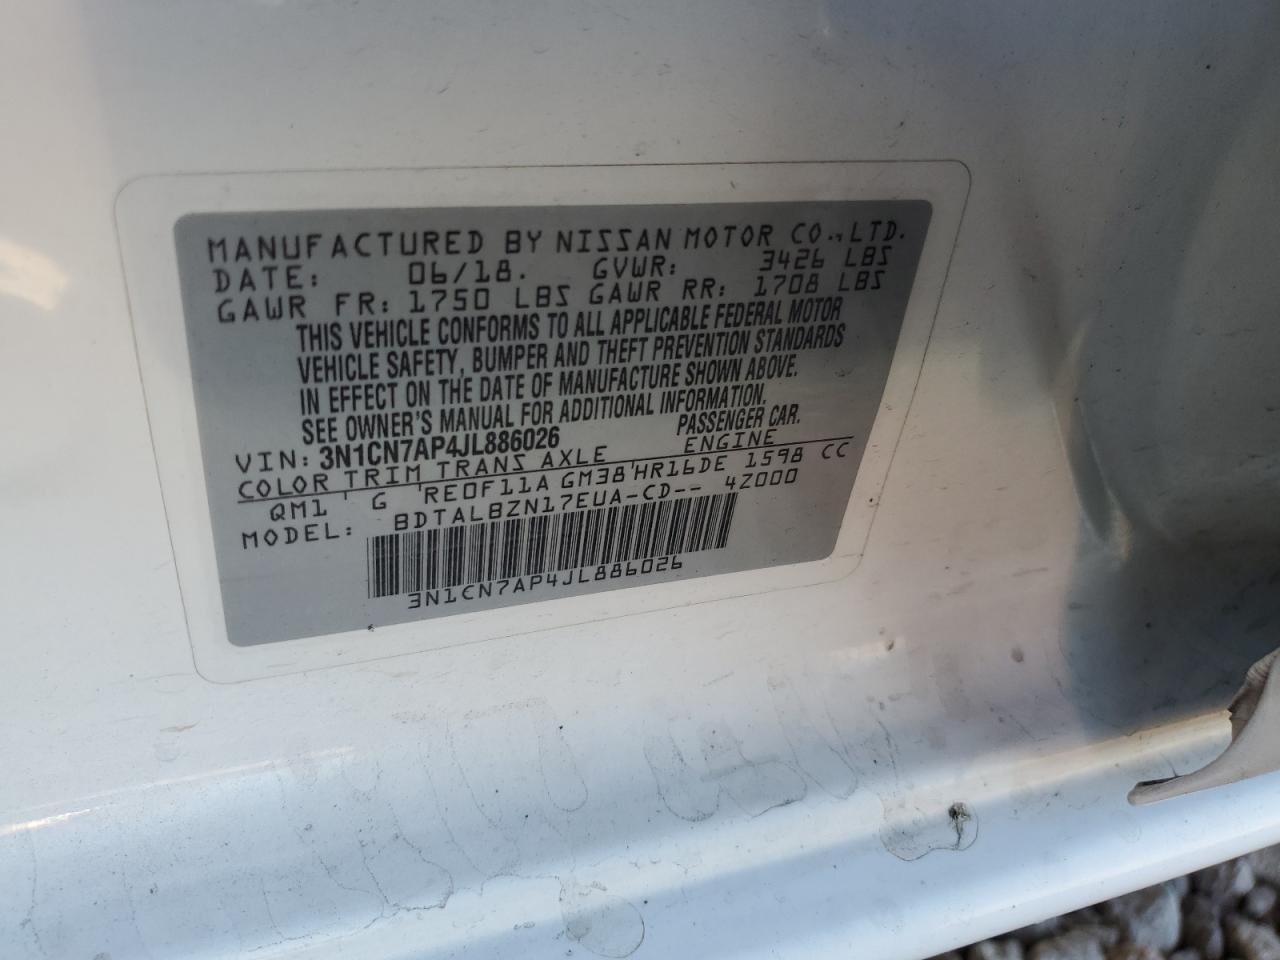 MANUFACTURED BY NISSAN MOTOR CO., LTD.
DATE: 06/18. GVWR: 3426 LBS
GAWR FR: 1750 LBS GAWR RR: 1708 LBS
THIS VEHICLE CONFORMS TO ALL APPLICABLE FEDERAL MOTOR
VEHICLE SAFETY, BUMPER AND THEFT PREVENTION STANDARDS
IN EFFECT ON THE DATE OF MANUFACTURE SHOWN ABOVE.
SEE OWNER'S MANUAL FOR ADDITIONAL INFORMATION.
VIN: 3N1CN7AP4JL886026 PASSENGER CAR.
COLOR TRIM TRANS AXLE ENGINE
QM1 ' G 'RE0F11A GM38'HR16DE 1598 CC
MODEL: BDTALBZN17EUA-CD-- 4Z000
3N1CN7AP4JL886026